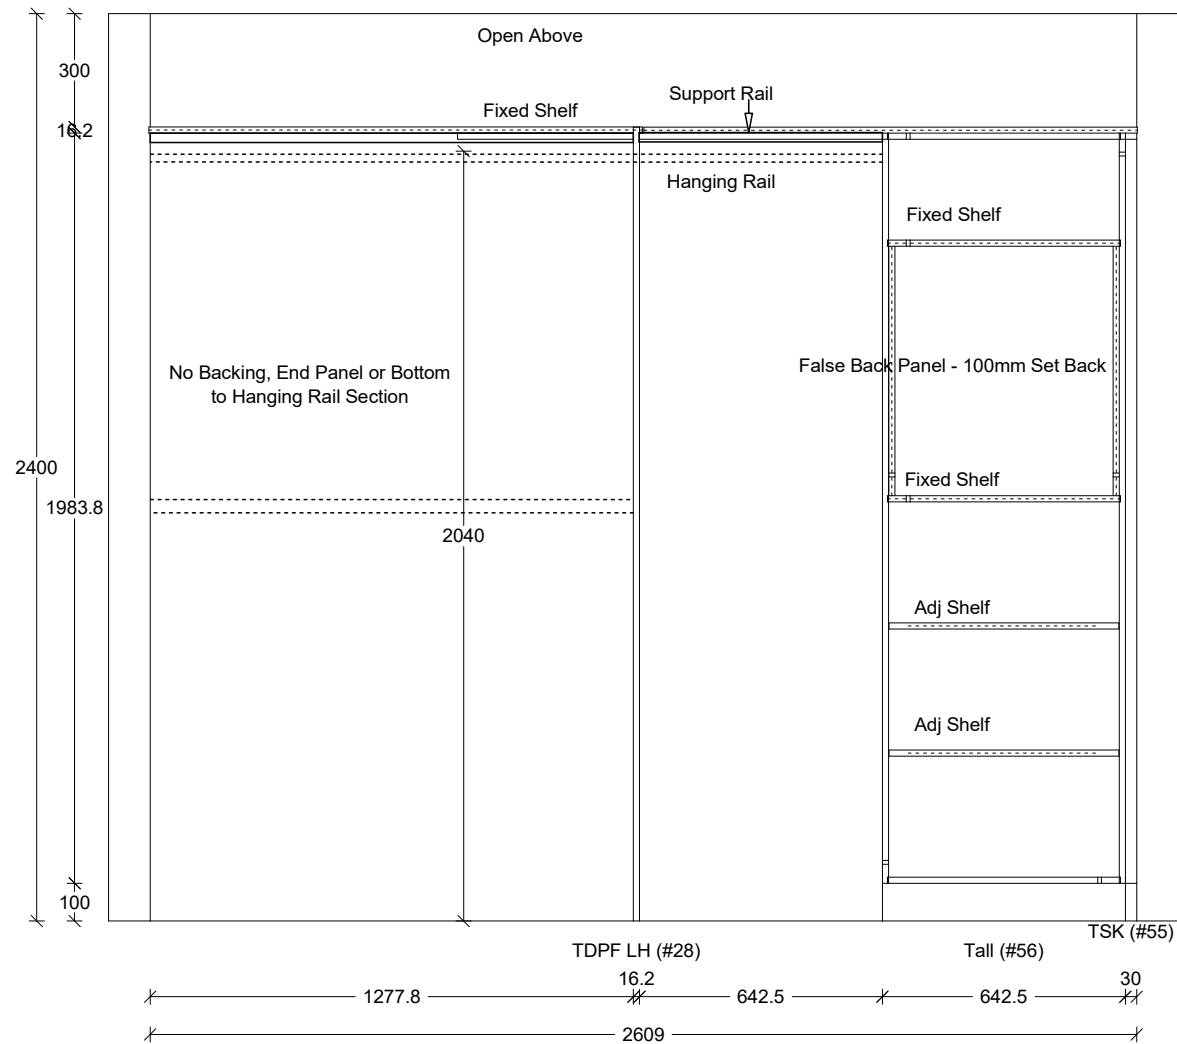 Open Above
300
Support Rail
Fixed Shelf
16.2
Hanging Rail
Fixed Shelf
No Backing, End Panel or Bottom
to Hanging Rail Section
False Back Panel - 100mm Set Back
2400
Fixed Shelf
1983.8
2040
Adj Shelf
Adj Shelf
100
TSK (#55)
TDPF LH (#28)
Tall (#56)
16.2
30
1277.8
642.5
642.5
2609